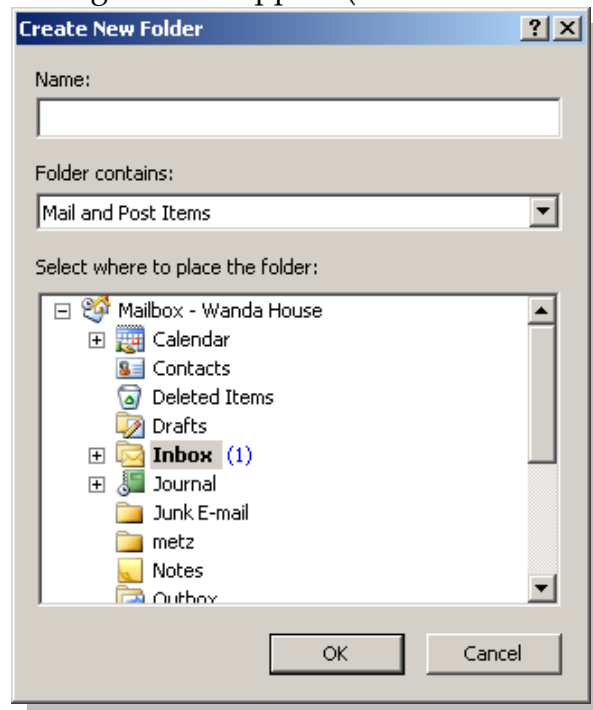 Create New Folder
Name:
Folder contains:
Mail and Post Items
Select where to place the folder:
Mailbox - Wanda House
Calendar
Contacts
Deleted Items
Drafts
Inbox (1)
Journal
Junk E-mail
metz
Notes
Outbox
OK Cancel